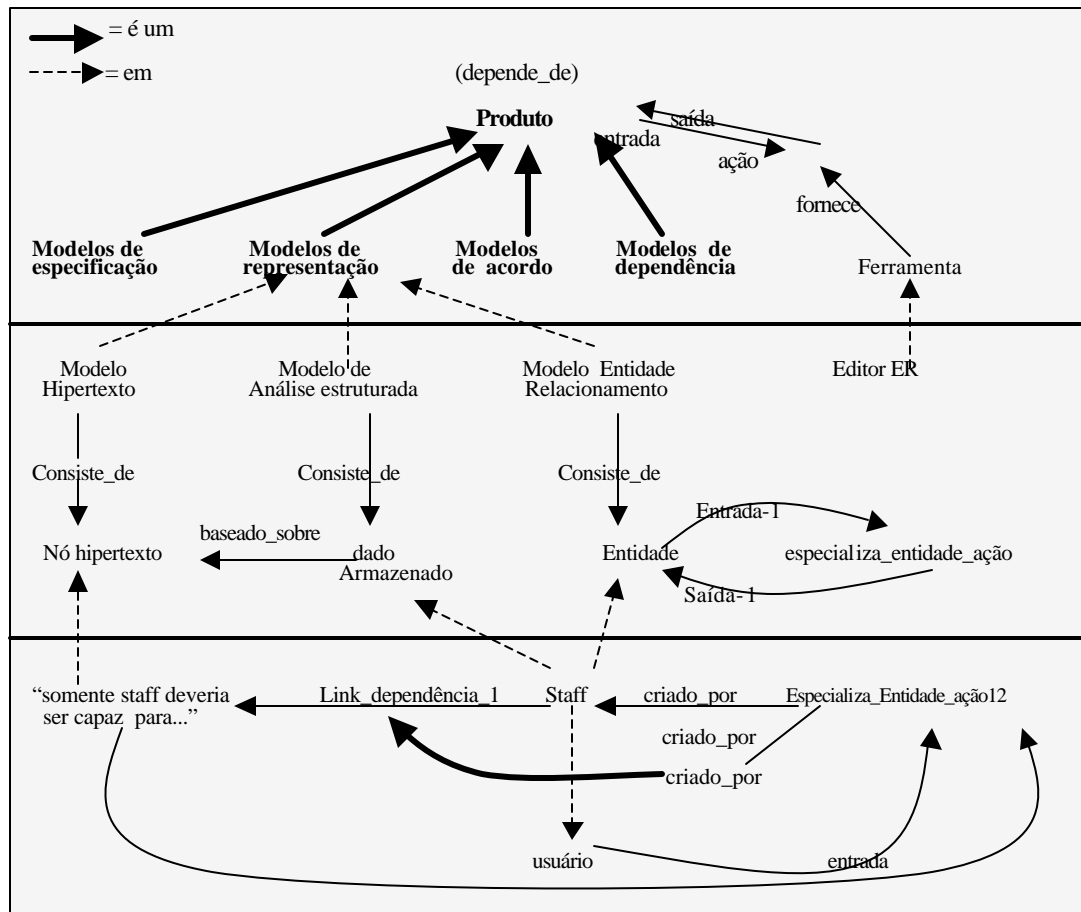 = é um
= em
(depende_de)
Produto
saída
entrada
ação
fornece
Modelos de
especificação
Modelos de
representação
Modelos
de acordo
Modelos de
dependência
Ferramenta
Modelo
Hipertexto
Modelo de
Análise estruturada
Modelo Entidade
Relacionamento
Editor ER
Consiste_de
Consiste_de
Consiste_de
Entrada-1
baseado_sobre
Nó hipertexto
dado
Armazenado
Entidade
especializa_entidade_ação
Saída-1
“somente staff deveria
ser capaz para...”
Link_dependência_1
Staff
criado_por
Especializa_Entidade_ação12
criado_por
criado_por
usuário
entrada